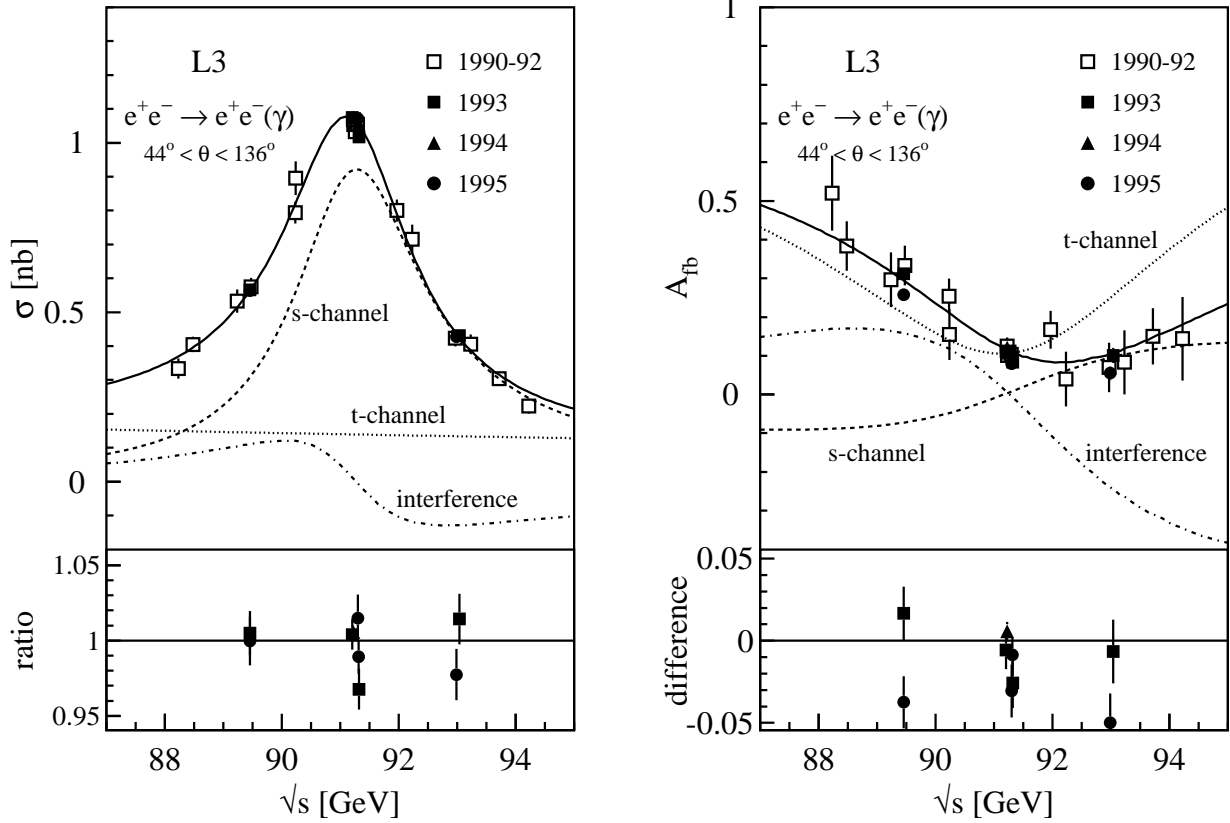 L3
e⁺e⁻ → e⁺e⁻(γ)
44° < θ < 136°
1990-92
1993
1994
1995
1
0.5
0
σ [nb]
s-channel
t-channel
interference
1.05
1
0.95
ratio
88 90 92 94
√s [GeV]
L3
e⁺e⁻ → e⁺e⁻(γ)
44° < θ < 136°
1990-92
1993
1994
1995
1
0.5
0
A_fb
t-channel
s-channel
interference
0.05
0
-0.05
difference
88 90 92 94
√s [GeV]